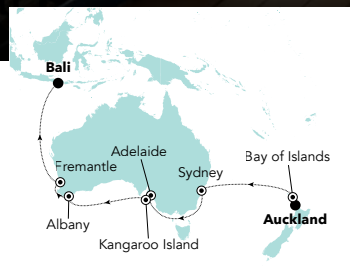 Bali
Adelaide
Fremantle
Sydney
Bay of Islands
Auckland
Albany
Kangaroo Island